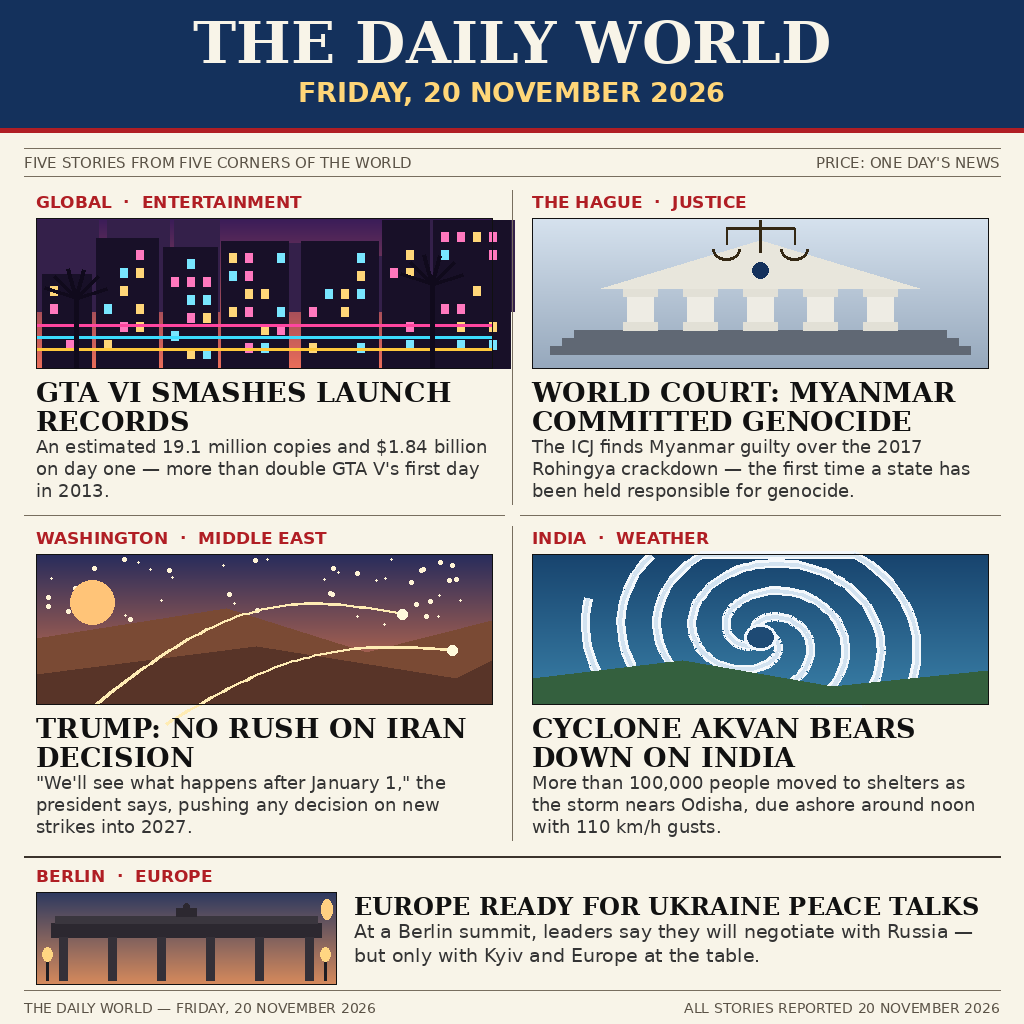 THE DAILY WORLD
FRIDAY, 20 NOVEMBER 2026
FIVE STORIES FROM FIVE CORNERS OF THE WORLD
PRICE: ONE DAY'S NEWS
GLOBAL · ENTERTAINMENT
GTA VI SMASHES LAUNCH
RECORDS
An estimated 19.1 million copies and $1.84 billion
on day one — more than double GTA V's first day
in 2013.
THE HAGUE · JUSTICE
WORLD COURT: MYANMAR
COMMITTED GENOCIDE
The ICJ finds Myanmar guilty over the 2017
Rohingya crackdown — the first time a state has
been held responsible for genocide.
WASHINGTON · MIDDLE EAST
TRUMP: NO RUSH ON IRAN
DECISION
"We'll see what happens after January 1," the
president says, pushing any decision on new
strikes into 2027.
INDIA · WEATHER
CYCLONE AKVAN BEARS
DOWN ON INDIA
More than 100,000 people moved to shelters as
the storm nears Odisha, due ashore around noon
with 110 km/h gusts.
BERLIN · EUROPE
EUROPE READY FOR UKRAINE PEACE TALKS
At a Berlin summit, leaders say they will negotiate with Russia —
but only with Kyiv and Europe at the table.
THE DAILY WORLD — FRIDAY, 20 NOVEMBER 2026
ALL STORIES REPORTED 20 NOVEMBER 2026